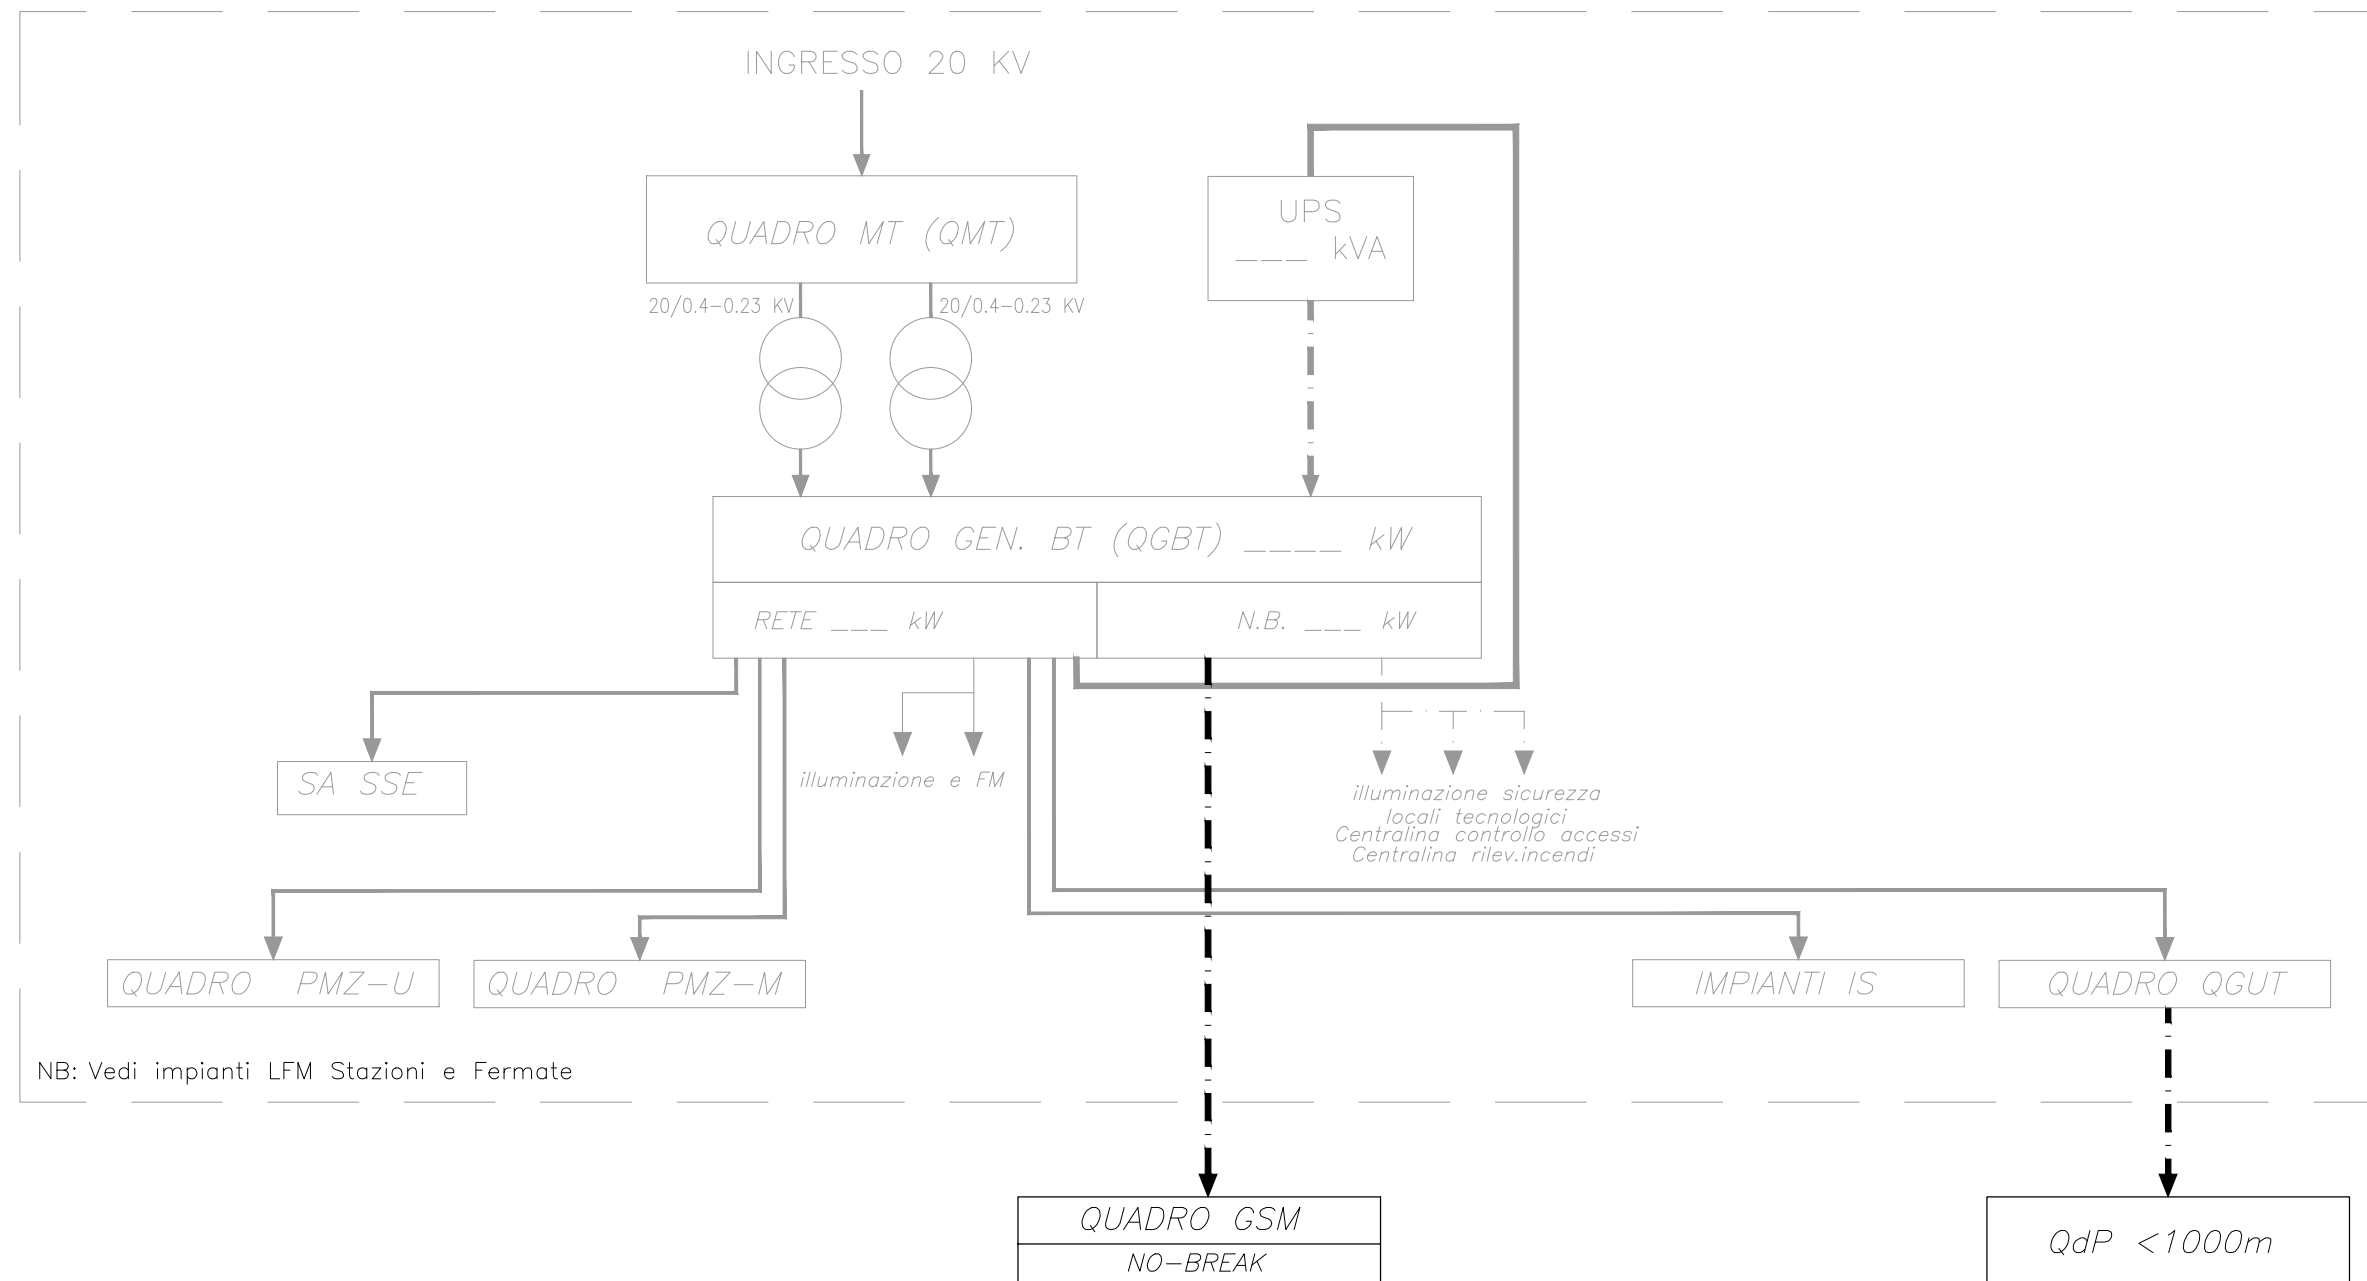 INGRESSO 20 KV
QUADRO MT (QMT)
UPS
___ kVA
20/0.4-0.23 KV
20/0.4-0.23 KV
QUADRO GEN. BT (QGBT) ____ kW
RETE ___ kW
N.B. ___ kW
SA SSE
illuminazione e FM
illuminazione sicurezza
locali tecnologici
Centralina controllo accessi
Centralina rilev.incendi
QUADRO PMZ-U
QUADRO PMZ-M
IMPIANTI IS
QUADRO QGUT
NB: Vedi impianti LFM Stazioni e Fermate
QUADRO GSM
NO-BREAK
QdP <1000m